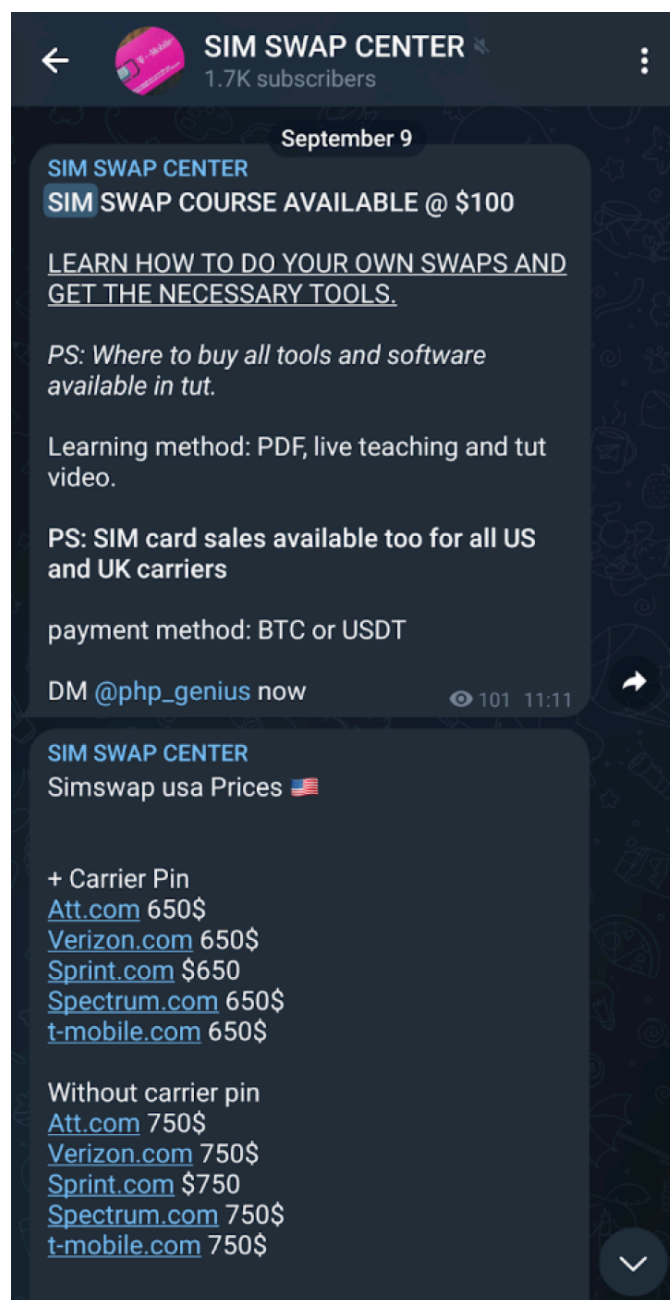 SIM SWAP CENTER
1.7K subscribers
September 9
SIM SWAP CENTER
SIM SWAP COURSE AVAILABLE @ $100
LEARN HOW TO DO YOUR OWN SWAPS AND
GET THE NECESSARY TOOLS.
PS: Where to buy all tools and software
available in tut.
Learning method: PDF, live teaching and tut
video.
PS: SIM card sales available too for all US
and UK carriers
payment method: BTC or USDT
DM @php_genius now
101 11:11
SIM SWAP CENTER
Simswap usa Prices 🇺🇸
+ Carrier Pin
Att.com 650$
Verizon.com 650$
Sprint.com $650
Spectrum.com 650$
t-mobile.com 650$
Without carrier pin
Att.com 750$
Verizon.com 750$
Sprint.com $750
Spectrum.com 750$
t-mobile.com 750$